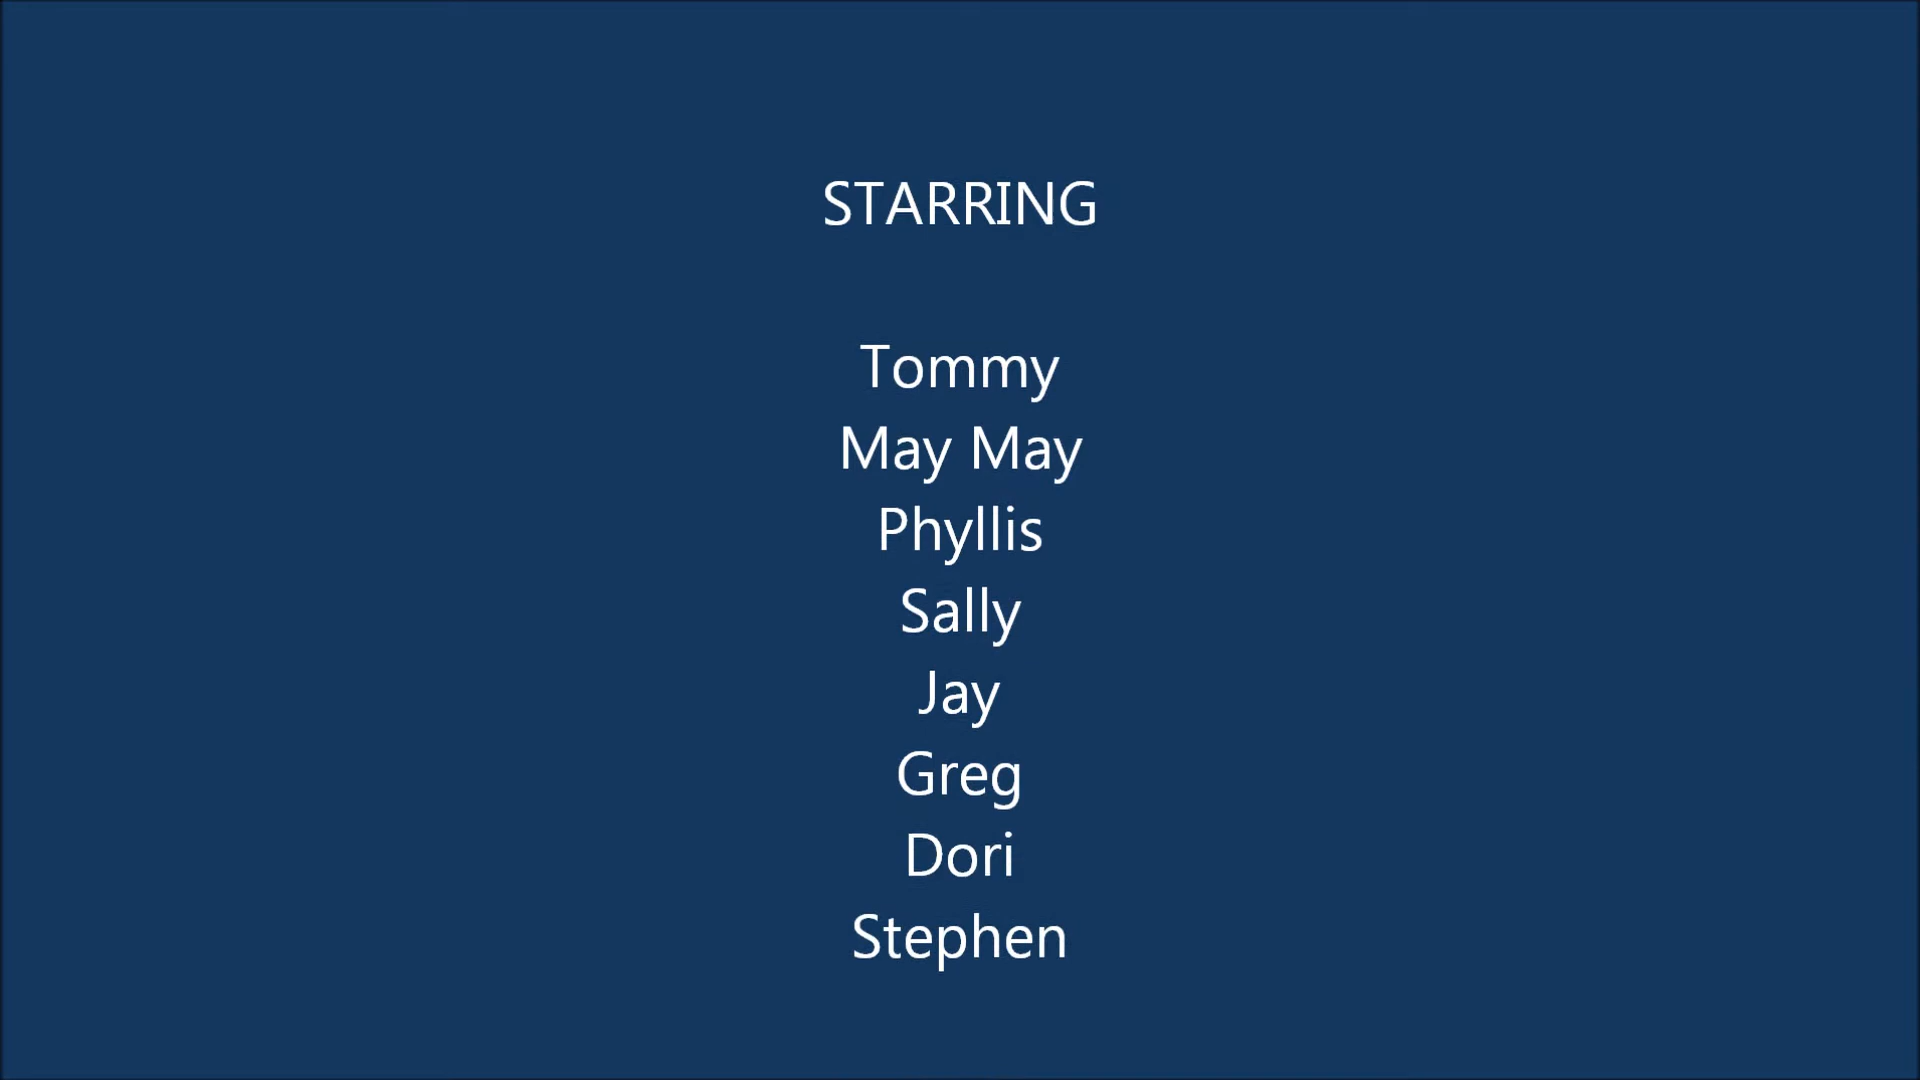 STARRING
Tommy
May May
Phyllis
Sally
Jay
Greg
Dori
Stephen